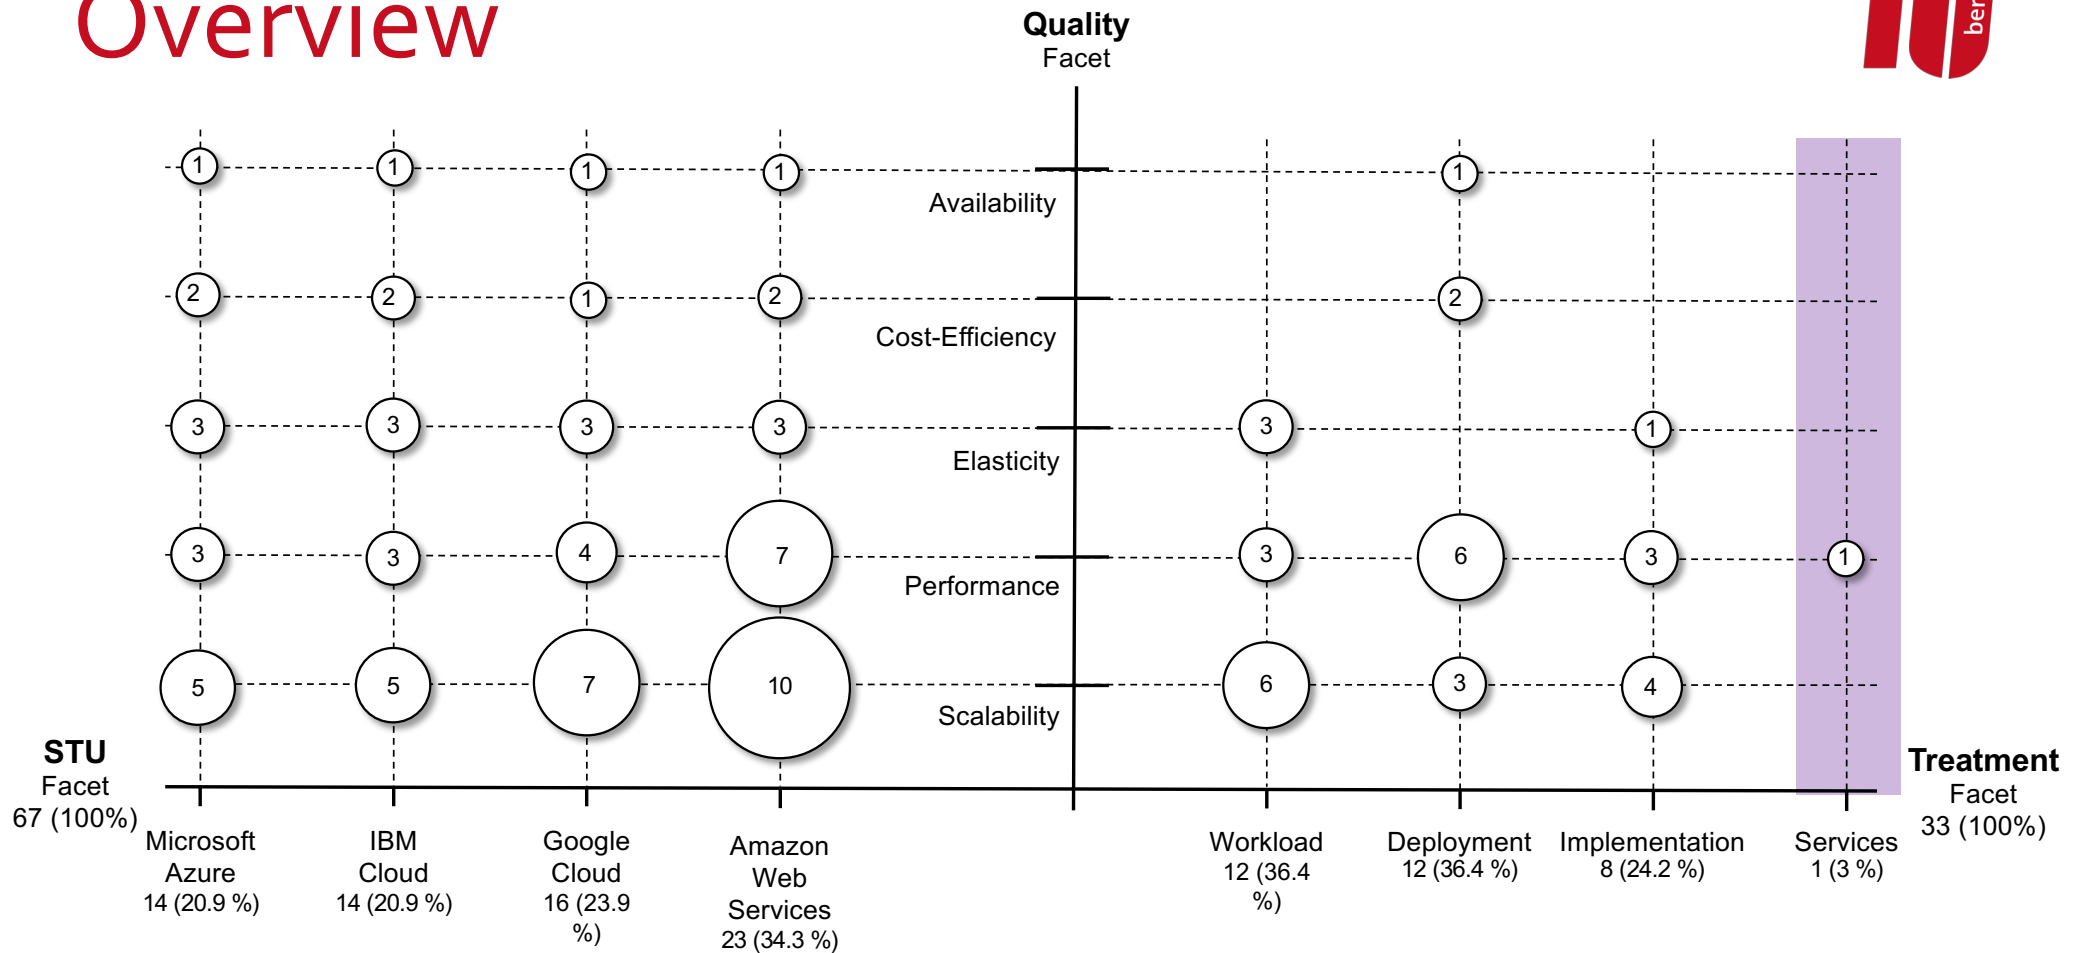 Overview
Quality
Facet
ber
1 1 1 1 1
Availability
2 2 1 2 2
Cost-Efficiency
3 3 3 3 3 1
Elasticity
3 3 4 7 3 6 3 1
Performance
5 5 7 10 6 3 4
Scalability
STU
Facet
67 (100%)
Treatment
Facet
33 (100%)
Microsoft
Azure
14 (20.9 %)
IBM
Cloud
14 (20.9 %)
Google
Cloud
16 (23.9
%)
Amazon
Web
Services
23 (34.3 %)
Workload
12 (36.4
%)
Deployment
12 (36.4 %)
Implementation
8 (24.2 %)
Services
1 (3 %)